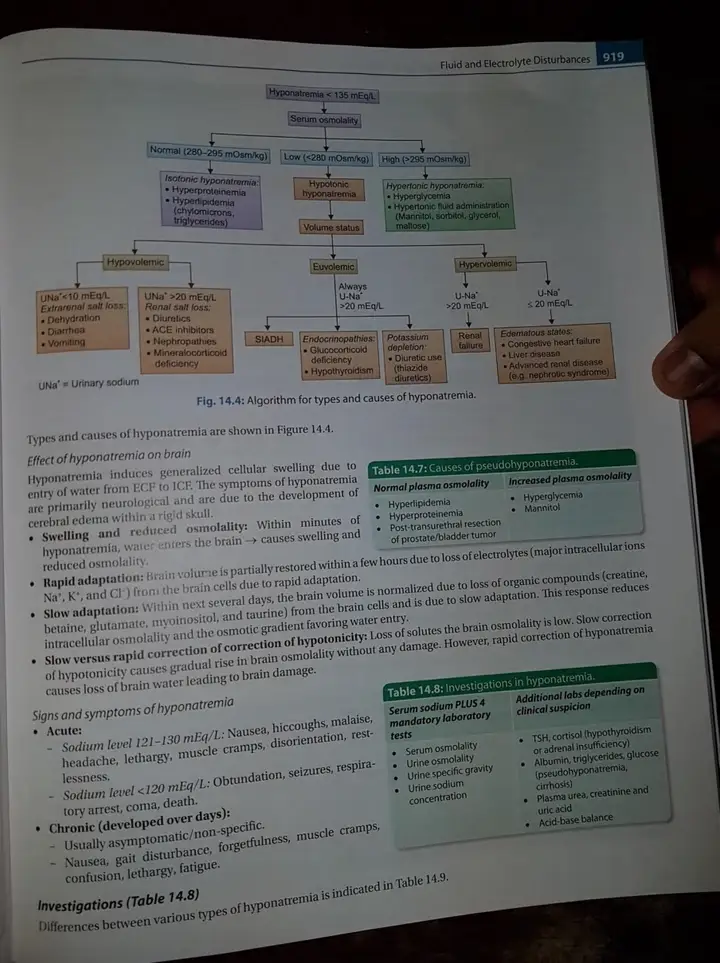 Fluid and Electrolyte Disturbances 919
Hyponatremia < 135 mEq/L
Serum osmolality
Normal (280–295 mOsm/kg)
Low (<280 mOsm/kg)
High (>295 mOsm/kg)
Isotonic hyponatremia:
• Hyperproteinemia
• Hyperlipidemia
(chylomicrons,
triglycerides)
Hypotonic
hyponatremia
Hypertonic hyponatremia:
• Hyperglycemia
• Hypertonic fluid administration
(Mannitol, sorbitol, glycerol,
maltose)
Volume status
Hypovolemic
Euvolemic
Hypervolemic
UNa⁺<10 mEq/L
Extrarenal salt loss:
• Dehydration
• Diarrhea
• Vomiting
UNa⁺ >20 mEq/L
Renal salt loss:
• Diuretics
• ACE inhibitors
• Nephropathies
• Mineralocorticoid
deficiency
Always
U-Na⁺
>20 mEq/L
SIADH
Endocrinopathies:
• Glucocorticoid
deficiency
• Hypothyroidism
Potassium
depletion:
• Diuretic use
(thiazide
diuretics)
U-Na⁺
>20 mEq/L
Renal
failure
U-Na⁺
≤ 20 mEq/L
Edematous states:
• Congestive heart failure
• Liver disease
• Advanced renal disease
(e.g. nephrotic syndrome)
UNa⁺ = Urinary sodium
Fig. 14.4: Algorithm for types and causes of hyponatremia.
Types and causes of hyponatremia are shown in Figure 14.4.
Effect of hyponatremia on brain
Hyponatremia induces generalized cellular swelling due to
entry of water from ECF to ICF. The symptoms of hyponatremia
are primarily neurological and are due to the development of
cerebral edema within a rigid skull.
• Swelling and reduced osmolality: Within minutes of
hyponatremia, water enters the brain → causes swelling and
reduced osmolality.
Table 14.7: Causes of pseudohyponatremia.
Normal plasma osmolality
• Hyperlipidemia
• Hyperproteinemia
• Post-transurethral resection
of prostate/bladder tumor
Increased plasma osmolality
• Hyperglycemia
• Mannitol
• Rapid adaptation: Brain volume is partially restored within a few hours due to loss of electrolytes (major intracellular ions
Na⁺, K⁺, and Cl⁻) from the brain cells due to rapid adaptation.
• Slow adaptation: Within next several days, the brain volume is normalized due to loss of organic compounds (creatine,
betaine, glutamate, myoinositol, and taurine) from the brain cells and is due to slow adaptation. This response reduces
intracellular osmolality and the osmotic gradient favoring water entry.
• Slow versus rapid correction of correction of hypotonicity: Loss of solutes the brain osmolality is low. Slow correction
of hypotonicity causes gradual rise in brain osmolality without any damage. However, rapid correction of hyponatremia
causes loss of brain water leading to brain damage.
Signs and symptoms of hyponatremia
• Acute:
– Sodium level 121–130 mEq/L: Nausea, hiccoughs, malaise,
headache, lethargy, muscle cramps, disorientation, rest-
lessness.
– Sodium level <120 mEq/L: Obtundation, seizures, respira-
tory arrest, coma, death.
• Chronic (developed over days):
– Usually asymptomatic/non-specific.
– Nausea, gait disturbance, forgetfulness, muscle cramps,
confusion, lethargy, fatigue.
Table 14.8: Investigations in hyponatremia.
Serum sodium PLUS 4
mandatory laboratory
tests
• Serum osmolality
• Urine osmolality
• Urine specific gravity
• Urine sodium
concentration
Additional labs depending on
clinical suspicion
• TSH, cortisol (hypothyroidism
or adrenal insufficiency)
• Albumin, triglycerides, glucose
(pseudohyponatremia,
cirrhosis)
• Plasma urea, creatinine and
uric acid
• Acid-base balance
Investigations (Table 14.8)
Differences between various types of hyponatremia is indicated in Table 14.9.